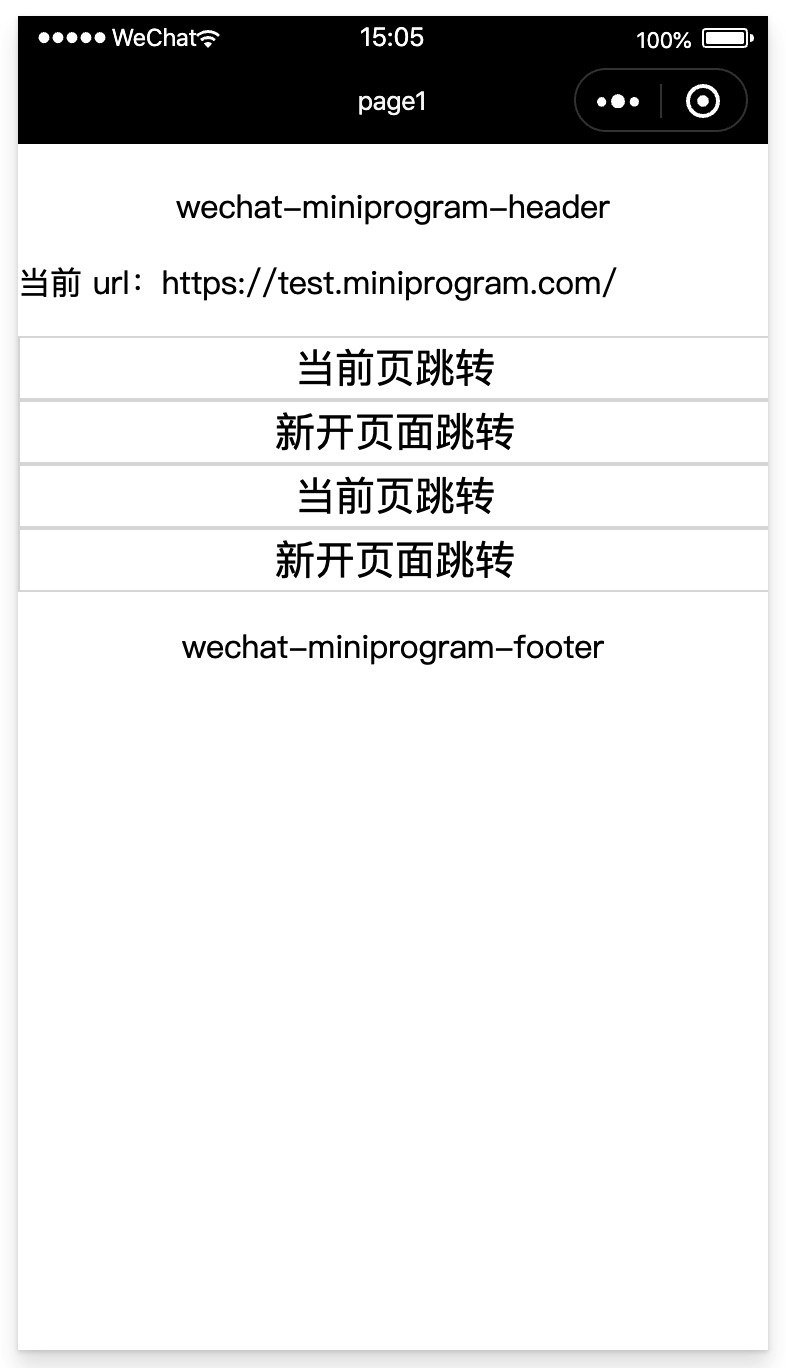 WeChat 15:05 100%
page1
wechat-miniprogram-header
当前 url：https://test.miniprogram.com/
当前页跳转
新开页面跳转
当前页跳转
新开页面跳转
wechat-miniprogram-footer